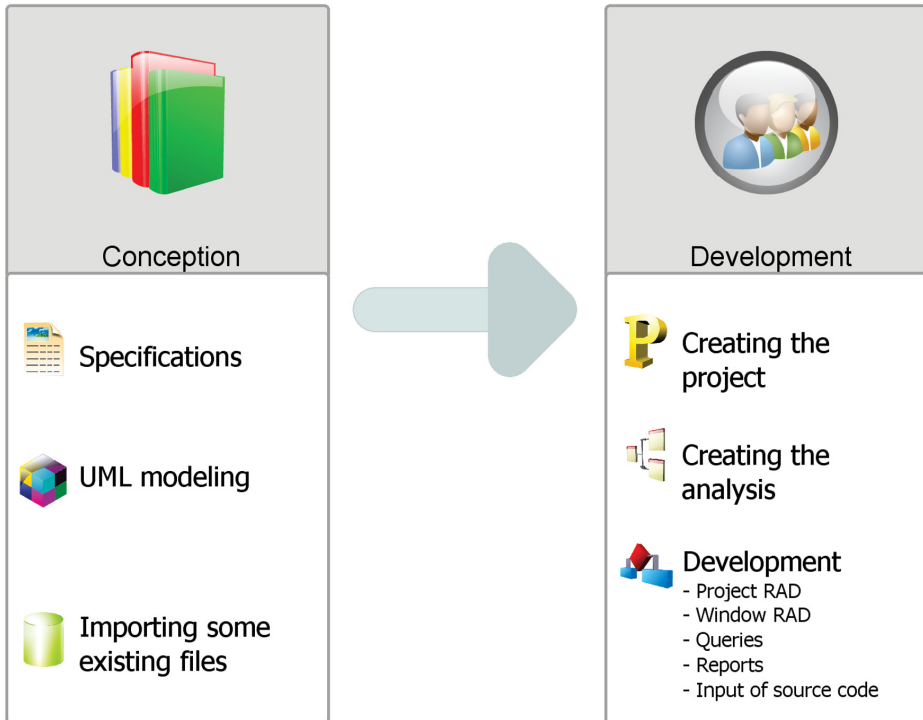 Conception
Specifications
UML modeling
Importing some
existing files
Development
Creating the
project
Creating the
analysis
Development
- Project RAD
- Window RAD
- Queries
- Reports
- Input of source code